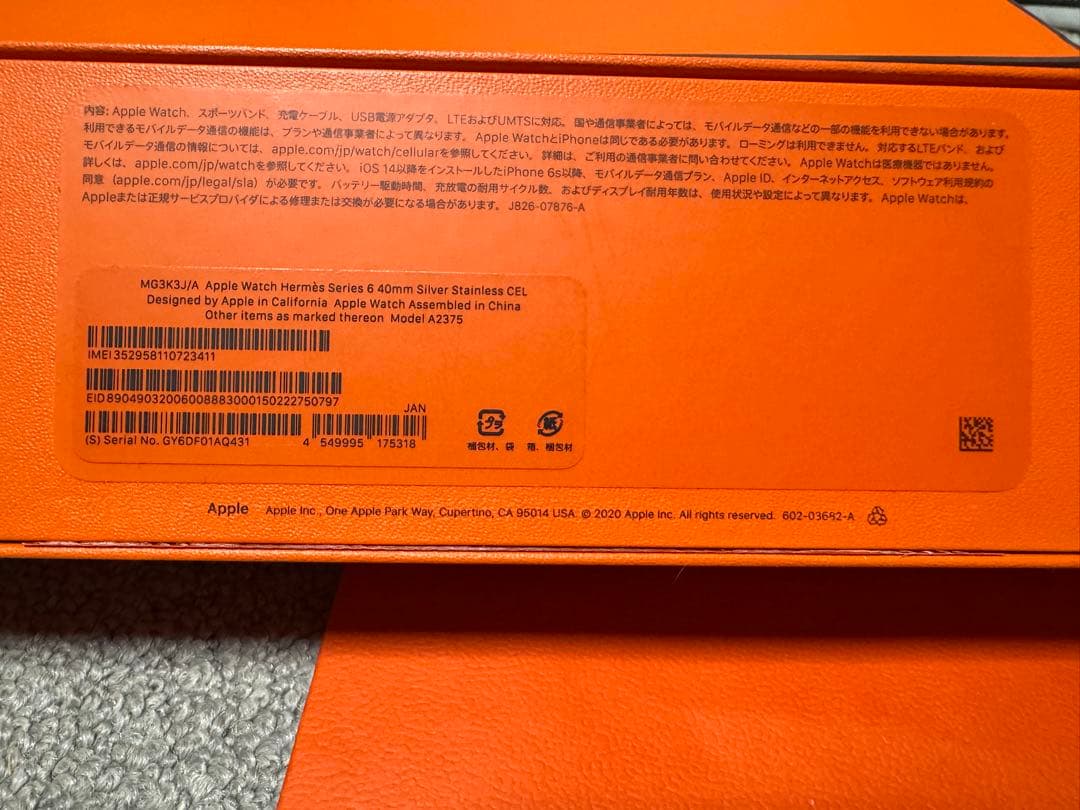 内容: Apple Watch、スポーツバンド、充電ケーブル、USB電源アダプタ。LTEおよびUMTSに対応。国や通信事業者によっては、モバイルデータ通信などの一部の機能を利用できない場合があります。
利用できるモバイルデータ通信の機能は、プランや通信事業者によって異なります。Apple WatchとiPhoneは同じである必要があります。ローミングは利用できません。対応するLTEバンド、および
モバイルデータ通信の情報については、apple.com/jp/watch/cellularを参照してください。詳細は、ご利用の通信事業者に問い合わせてください。Apple Watchは医療機器ではありません。
詳しくは、apple.com/jp/watchを参照してください。iOS 14以降をインストールしたiPhone 6s以降、モバイルデータ通信プラン、Apple ID、インターネットアクセス、ソフトウェア利用規約の
同意（apple.com/jp/legal/sla）が必要です。バッテリー駆動時間、充放電の耐用サイクル数、およびディスプレイ耐用年数は、使用状況や設定によって異なります。Apple Watchは、
Appleまたは正規サービスプロバイダによる修理または交換が必要になる場合があります。J826-07876-A
MG3K3J/A Apple Watch Hermès Series 6 40mm Silver Stainless CEL
Designed by Apple in California Apple Watch Assembled in China
Other items as marked thereon Model A2375
IMEI 352958110723411
EID 89049032006008883000150222750797
JAN
(S) Serial No. GY6DF01AQ431
4 549995 175318
プラ
紙
梱包材、袋
箱、梱包材
Apple Apple Inc., One Apple Park Way, Cupertino, CA 95014 USA. © 2020 Apple Inc. All rights reserved. 602-03682-A